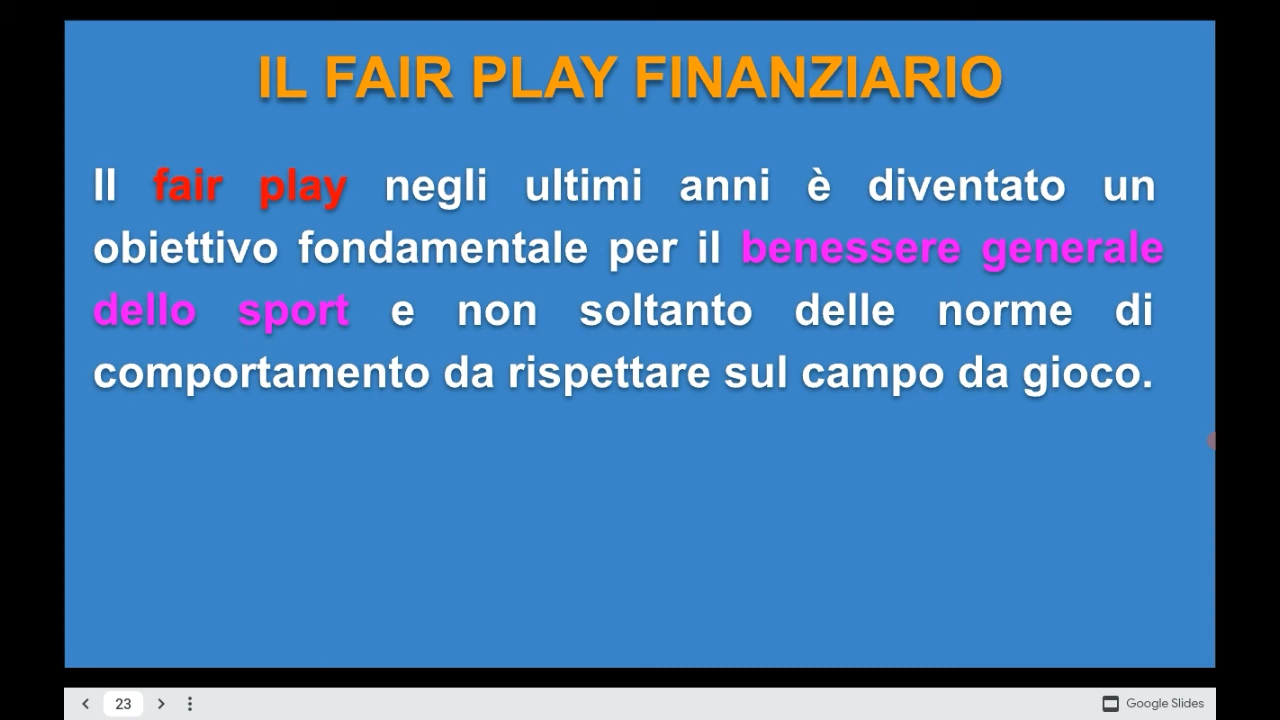 IL FAIR PLAY FINANZIARIO
Il fair play negli ultimi anni è diventato un
obiettivo fondamentale per il benessere generale
dello sport e non soltanto delle norme di
comportamento da rispettare sul campo da gioco.
23
Google Slides